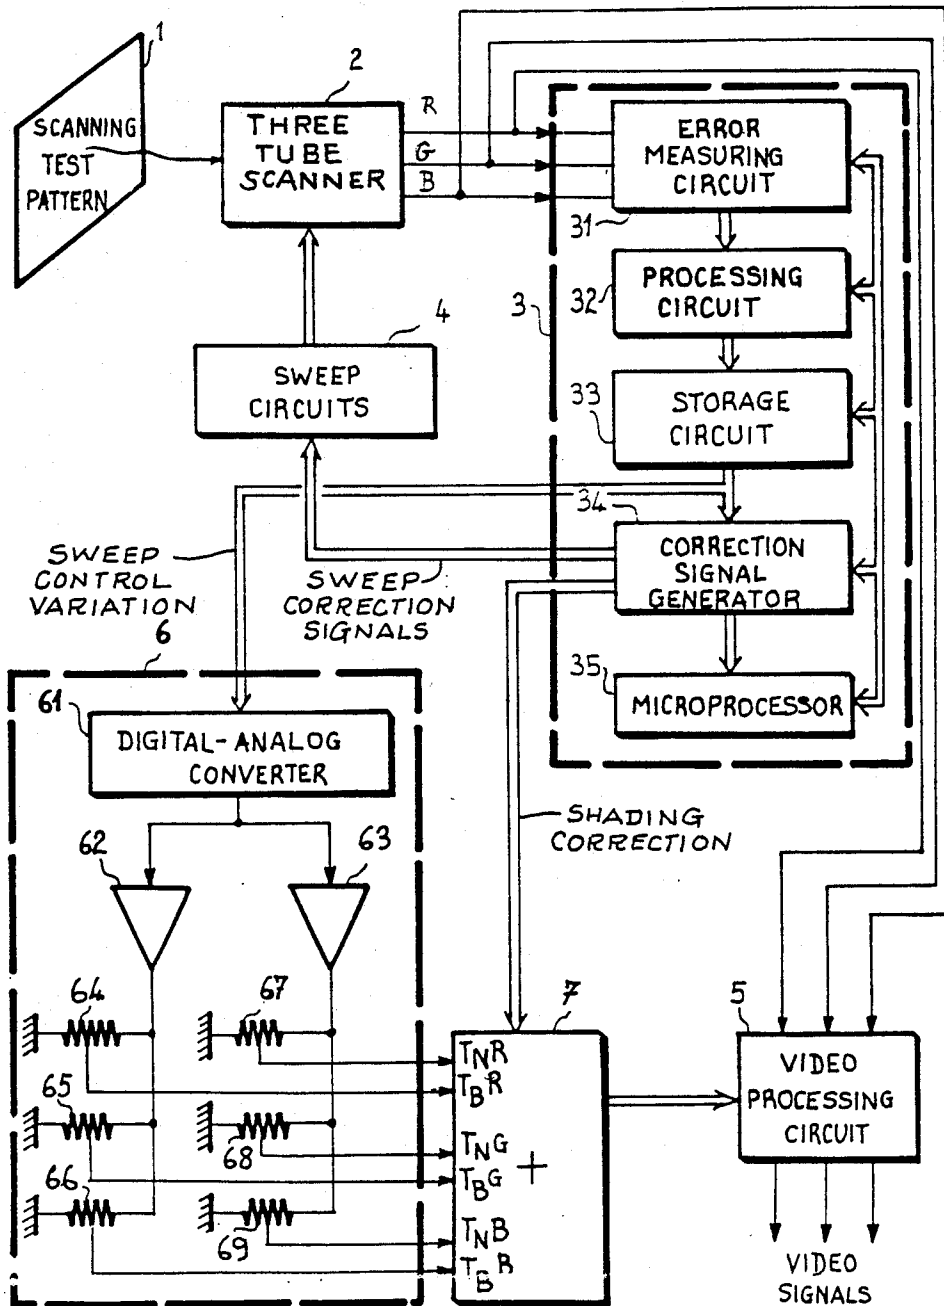 1
SCANNING
TEST
PATTERN
2
THREE
TUBE
SCANNER
R
G
B
ERROR
MEASURING
CIRCUIT
31
PROCESSING
CIRCUIT
32
3
4
SWEEP
CIRCUITS
33
STORAGE
CIRCUIT
34
CORRECTION
SIGNAL
GENERATOR
SWEEP
CONTROL
VARIATION
SWEEP
CORRECTION
SIGNALS
35
MICROPROCESSOR
6
61
DIGITAL-ANALOG
CONVERTER
SHADING
CORRECTION
62
63
64
67
65
68
66
69
7
TNR
TBR
TNG
TBG
+
TNB
TBB
5
VIDEO
PROCESSING
CIRCUIT
VIDEO
SIGNALS